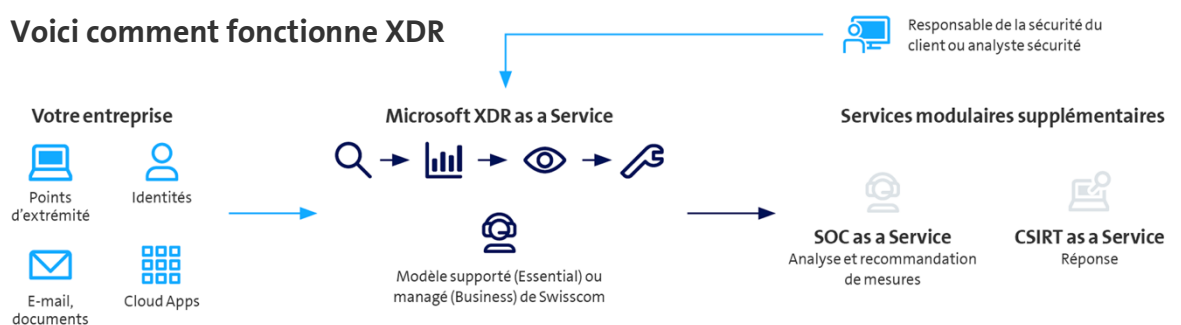 Voici comment fonctionne XDR
Responsable de la sécurité du
client ou analyste sécurité
Votre entreprise
Points
d'extrémité
Identités
E-mail,
documents
Cloud Apps
Microsoft XDR as a Service
Modèle supporté (Essential) ou
managé (Business) de Swisscom
Services modulaires supplémentaires
SOC as a Service
Analyse et recommandation
de mesures
CSIRT as a Service
Réponse